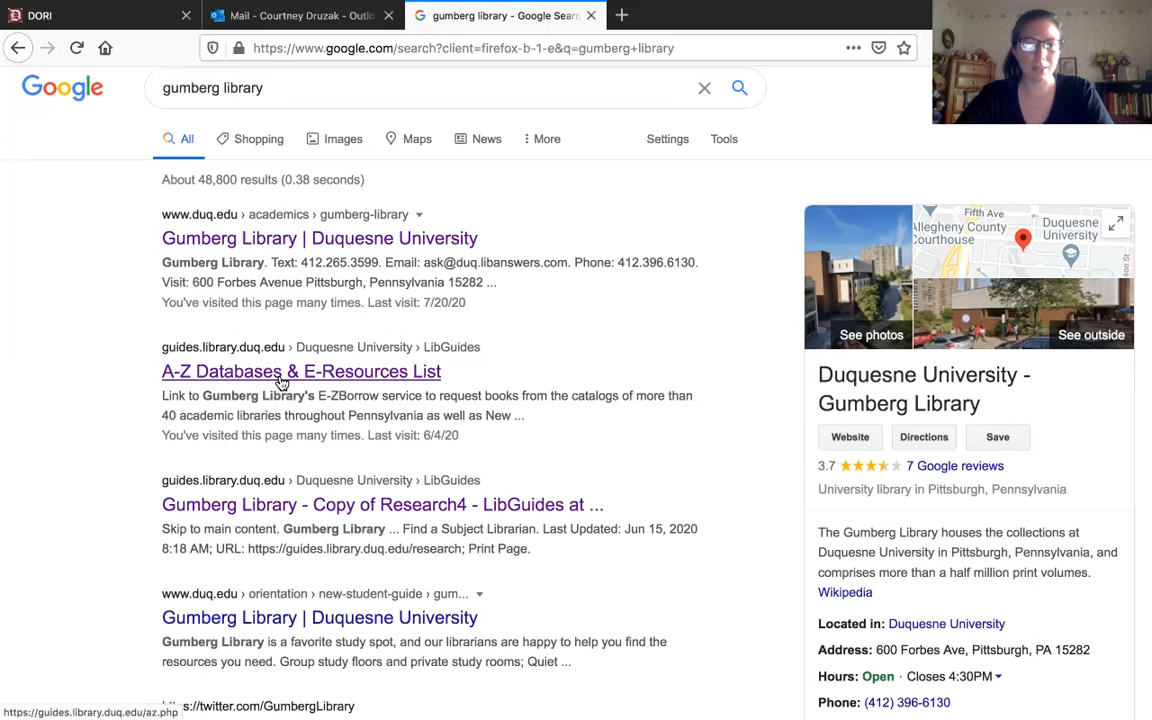 DORI
Mail - Courtney Druzak - Outlo
gumberg library - Google Searc
https://www.google.com/search?client=firefox-b-1-e&q=gumberg+library
Google
gumberg library
All
Shopping
Images
Maps
News
More
Settings
Tools
About 48,800 results (0.38 seconds)
www.duq.edu › academics › gumberg-library
Gumberg Library | Duquesne University
Gumberg Library. Text: 412.265.3599. Email: ask@duq.libanswers.com. Phone: 412.396.6130.
Visit: 600 Forbes Avenue Pittsburgh, Pennsylvania 15282 ...
You've visited this page many times. Last visit: 7/20/20
guides.library.duq.edu › Duquesne University › LibGuides
A-Z Databases & E-Resources List
Link to Gumberg Library's E-ZBorrow service to request books from the catalogs of more than
40 academic libraries throughout Pennsylvania as well as New ...
You've visited this page many times. Last visit: 6/4/20
guides.library.duq.edu › Duquesne University › LibGuides
Gumberg Library - Copy of Research4 - LibGuides at ...
Skip to main content. Gumberg Library ... Find a Subject Librarian. Last Updated: Jun 15, 2020
8:18 AM; URL: https://guides.library.duq.edu/research; Print Page.
www.duq.edu › orientation › new-student-guide › gum...
Gumberg Library | Duquesne University
Gumberg Library is a favorite study spot, and our librarians are happy to help you find the
resources you need. Group study floors and private study rooms; Quiet ...
s://twitter.com/GumbergLibrary
https://guides.library.duq.edu/az.php
Fifth Ave
Allegheny County
Courthouse
Duquesne
University
See photos
See outside
Duquesne University -
Gumberg Library
Website
Directions
Save
3.7
7 Google reviews
University library in Pittsburgh, Pennsylvania
The Gumberg Library houses the collections at
Duquesne University in Pittsburgh, Pennsylvania, and
comprises more than a half million print volumes.
Wikipedia
Located in: Duquesne University
Address: 600 Forbes Ave, Pittsburgh, PA 15282
Hours: Open · Closes 4:30PM
Phone: (412) 396-6130